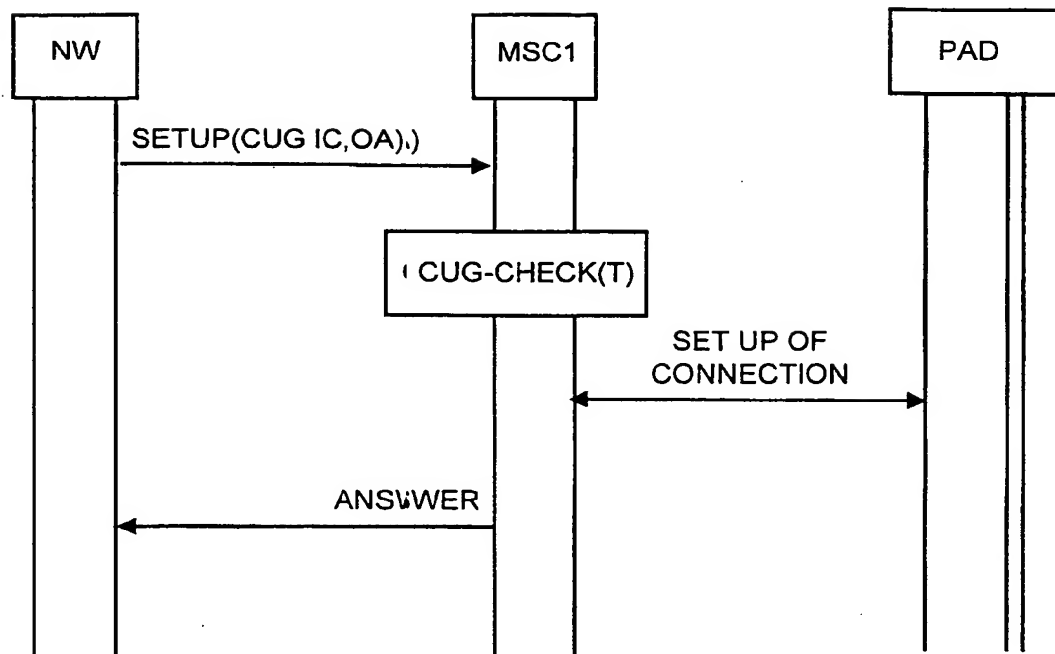 NW
MSC1
PAD
SETUP(CUG IC,OA),)
CUG-CHECK(T)
SET UP OF
CONNECTION
ANSWER